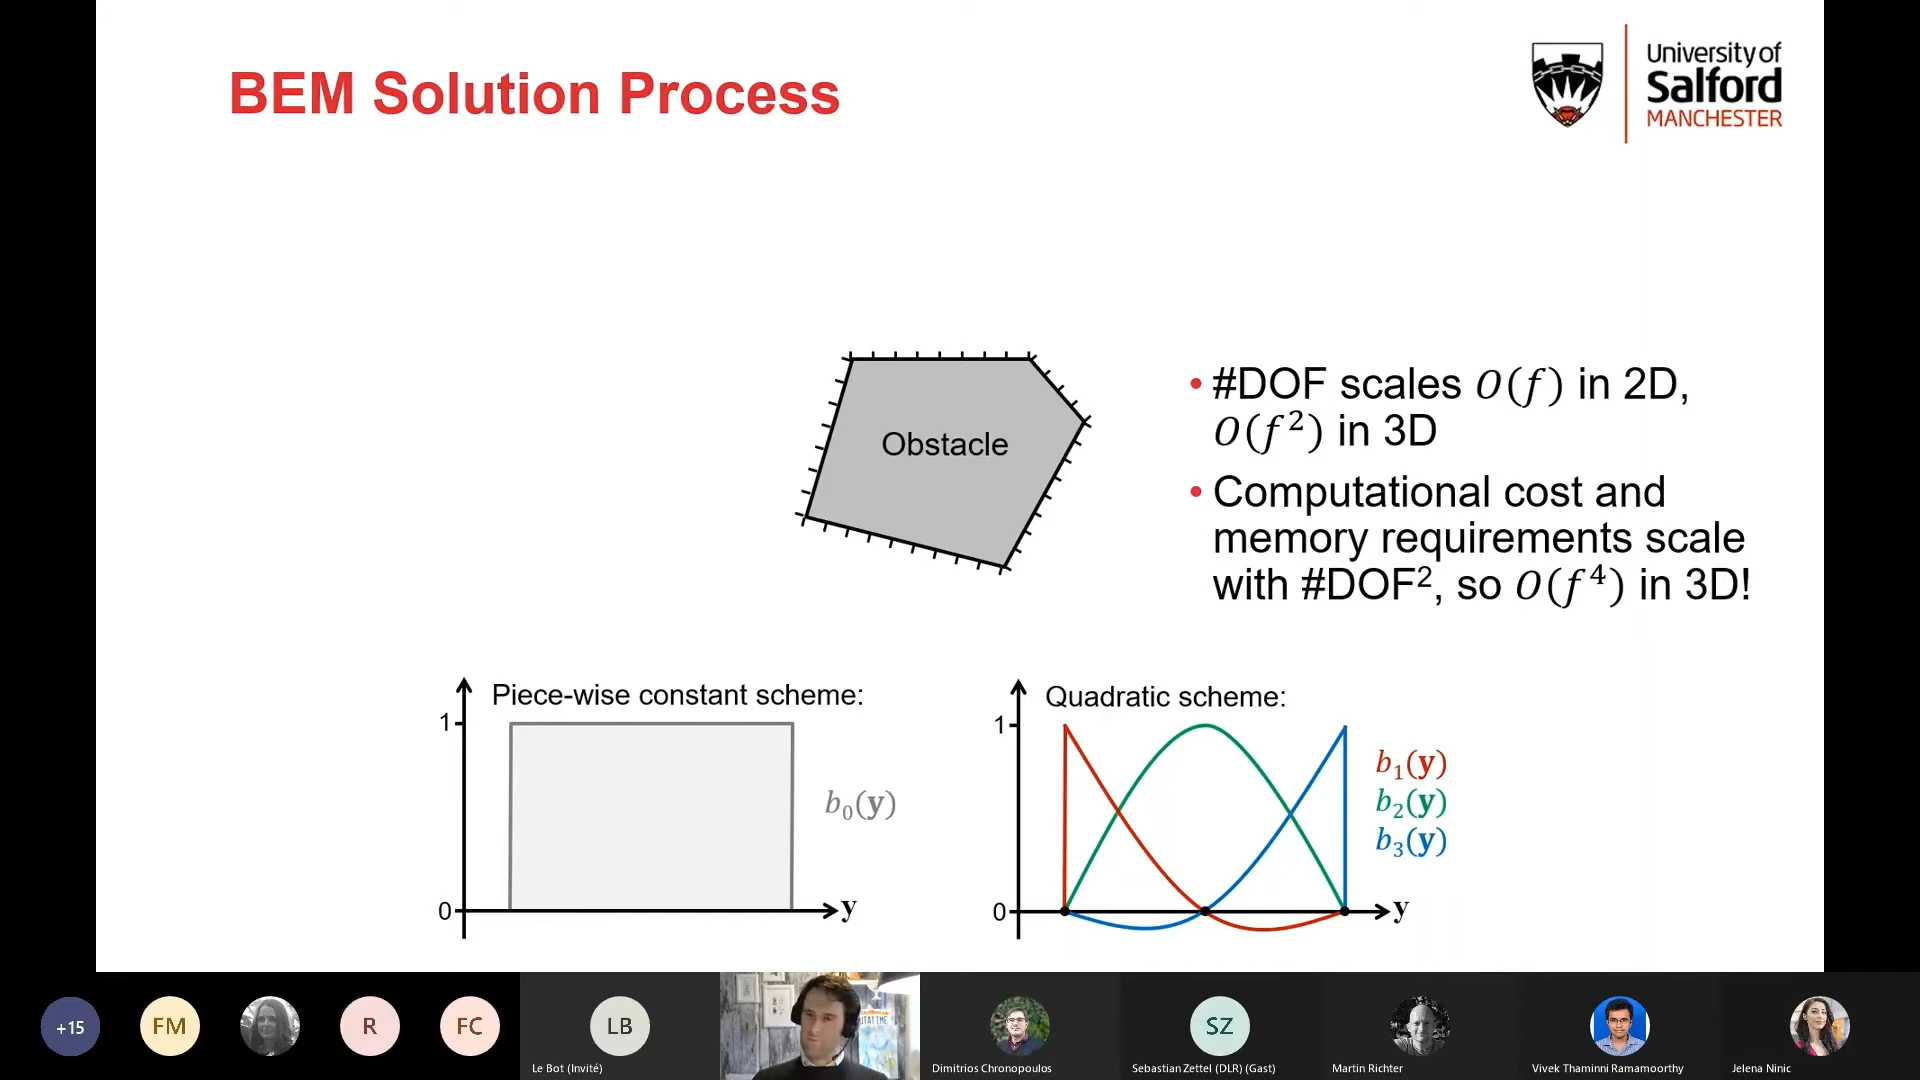 BEM Solution Process
University of
Salford
MANCHESTER
Obstacle
• #DOF scales O(f) in 2D,
O(f²) in 3D
• Computational cost and
memory requirements scale
with #DOF², so O(f⁴) in 3D!
Piece-wise constant scheme:
1
0
b₀(y)
y
Quadratic scheme:
1
0
b₁(y)
b₂(y)
b₃(y)
y
+15
FM
R
FC
LB
Le Bot (Invité)
Dimitrios Chronopoulos
SZ
Sebastian Zettel (DLR) (Gast)
Martin Richter
Vivek Thaminni Ramamoorthy
Jelena Ninic